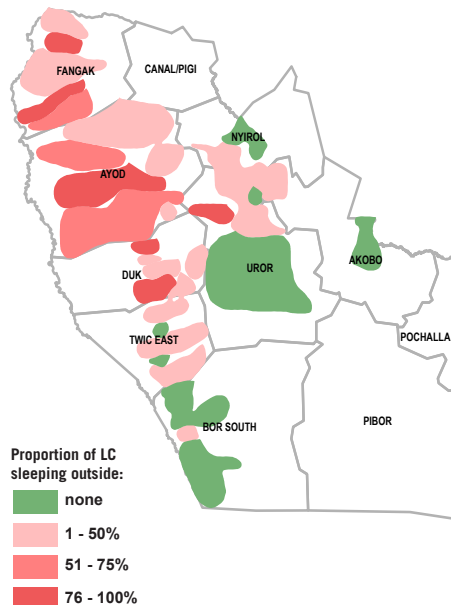 FANGAK
CANAL/PIGI
NYIROL
AYOD
DUK
UROR
AKOBO
TWIC EAST
POCHALLA
BOR SOUTH
PIBOR
Proportion of LC
sleeping outside:
none
1 - 50%
51 - 75%
76 - 100%